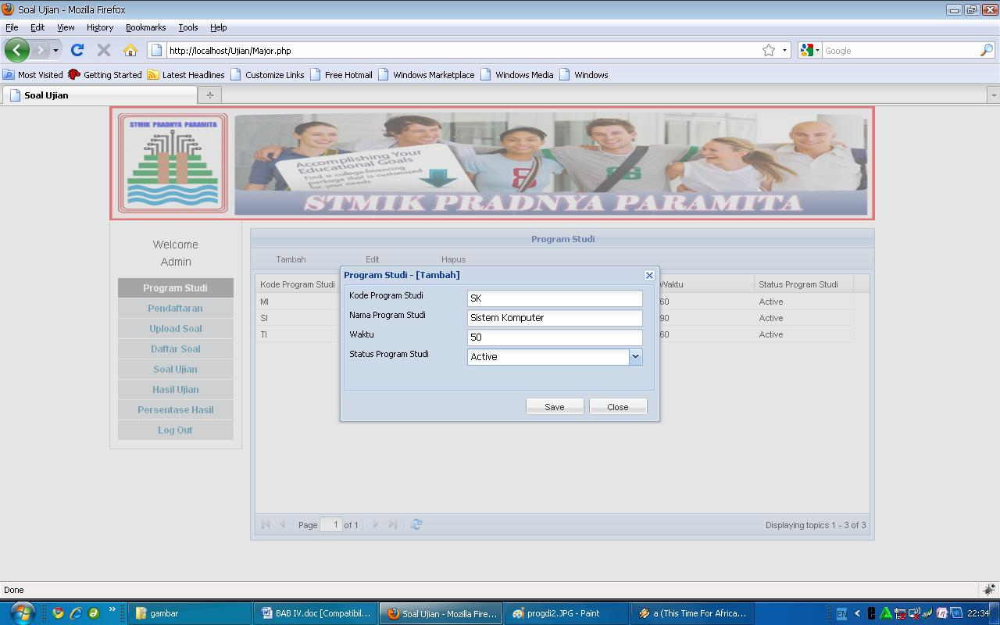 Soal Ujian - Mozilla Firefox
File Edit View History Bookmarks Tools Help
http://localhost/Ujian/Major.php
Google
Most Visited Getting Started Latest Headlines Customize Links Free Hotmail Windows Marketplace Windows Media Windows
Soal Ujian
STMIK PRADNYA PARAMITA
Accomplishing Your
Educational Goals
Find a college-financing
package that is customized
for your needs
8 8
STMIK PRADNYA PARAMITA
Welcome
Admin
Program Studi
Pendaftaran
Upload Soal
Daftar Soal
Soal Ujian
Hasil Ujian
Persentase Hasil
Log Out
Program Studi
Tambah Edit Hapus
Kode Program Studi Waktu Status Program Studi
MI 60 Active
SI 90 Active
TI 60 Active
Program Studi - [Tambah]
Kode Program Studi SK
Nama Program Studi Sistem Komputer
Waktu 50
Status Program Studi Active
Save Close
Page 1 of 1 Displaying topics 1 - 3 of 3
Done
gambar BAB IV.doc [Compatibil... Soal Ujian - Mozilla Fire... progdi2.JPG - Paint a (This Time For Africa... EN 22:34